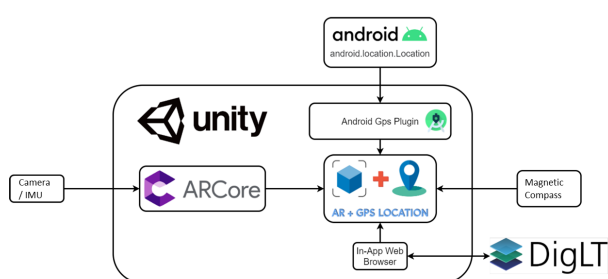 android
android.location.Location
unity
Android Gps Plugin
Camera
/ IMU
ARCore
AR + GPS LOCATION
Magnetic
Compass
In-App Web
Browser
DigLT